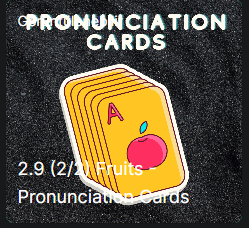 PRONUNCIATION
CARDS
A
2.9 (2/2) Fruits -
Pronunciation Cards